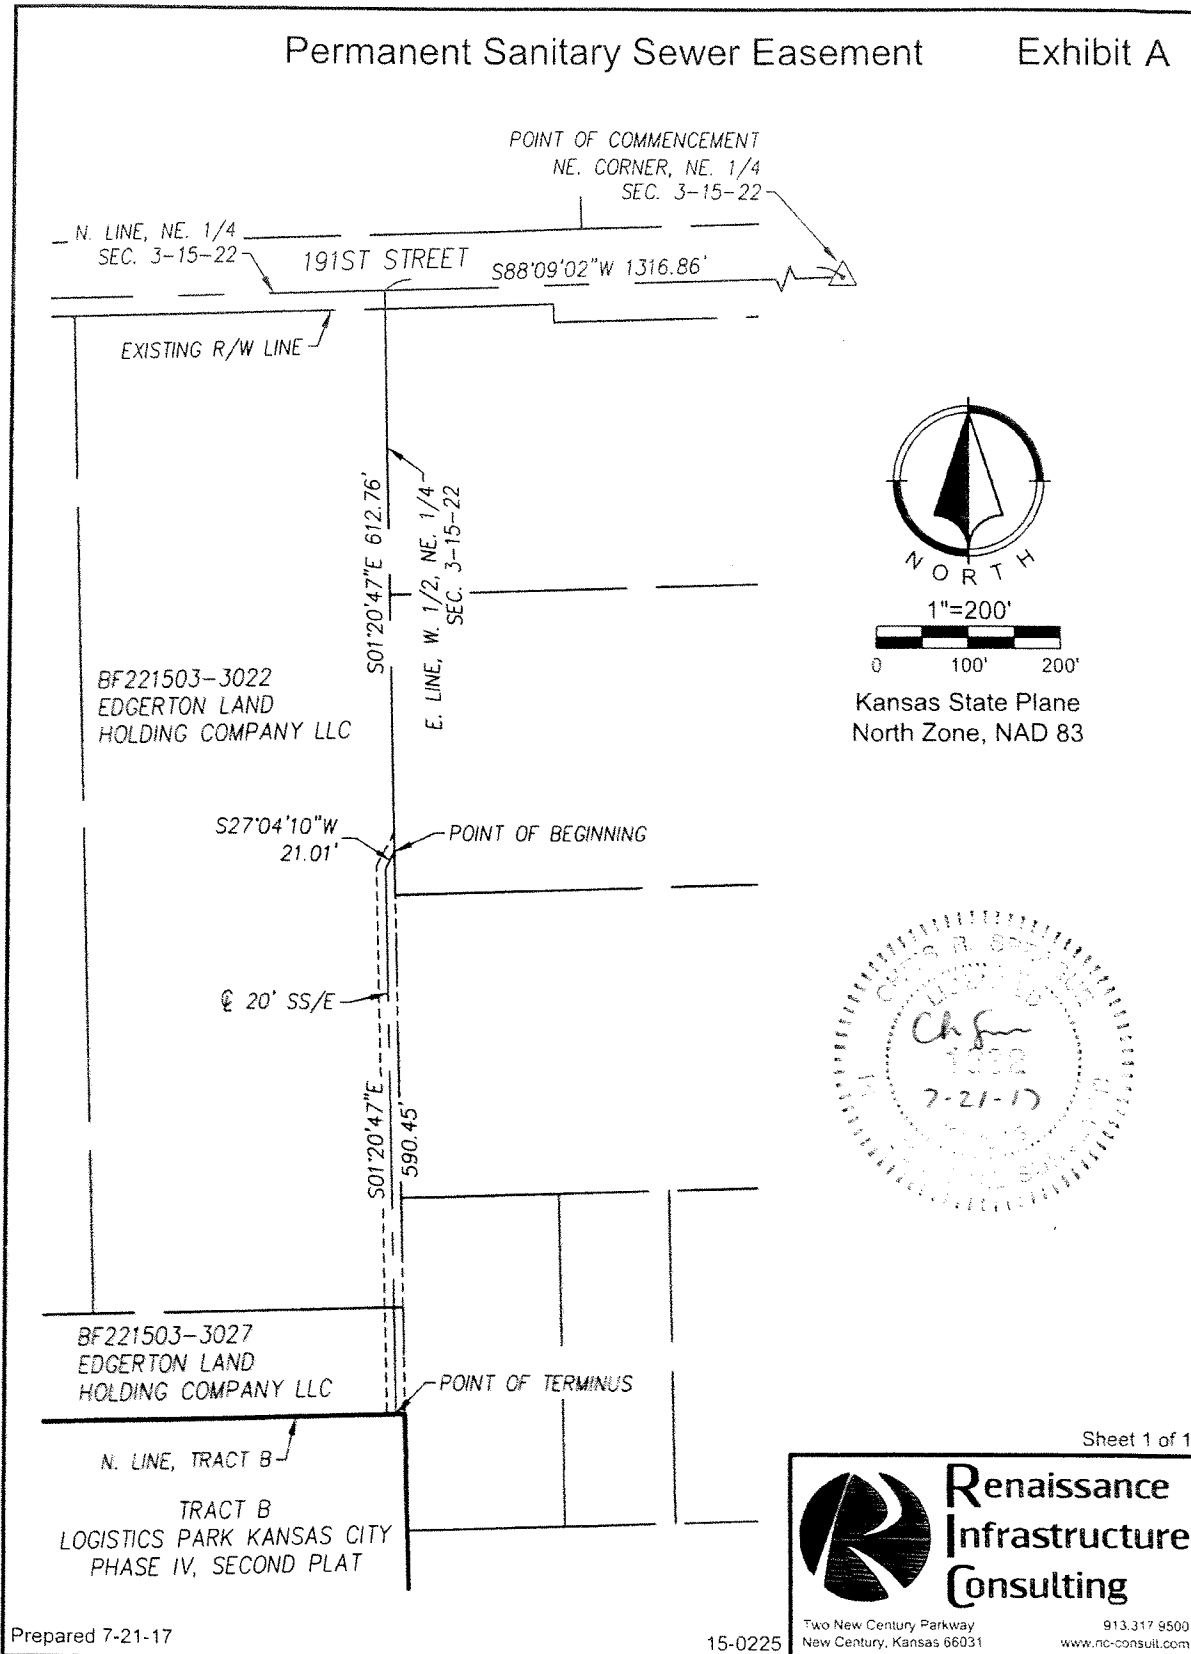 Permanent Sanitary Sewer Easement Exhibit A
POINT OF COMMENCEMENT
NE. CORNER, NE. 1/4
SEC. 3-15-22
N. LINE, NE. 1/4
SEC. 3-15-22
191ST STREET
S88°09'02"W 1316.86'
EXISTING R/W LINE
S01°20'47"E 612.76'
E. LINE, W. 1/2, NE. 1/4
SEC. 3-15-22
NORTH
1"=200'
0 100' 200'
Kansas State Plane
North Zone, NAD 83
BF221503-3022
EDGERTON LAND
HOLDING COMPANY LLC
S27°04'10"W
21.01'
POINT OF BEGINNING
℄ 20' SS/E
S01°20'47"E
590.45'
7-21-17
BF221503-3027
EDGERTON LAND
HOLDING COMPANY LLC
POINT OF TERMINUS
N. LINE, TRACT B
TRACT B
LOGISTICS PARK KANSAS CITY
PHASE IV, SECOND PLAT
Sheet 1 of 1
Renaissance
Infrastructure
Consulting
Two New Century Parkway
New Century, Kansas 66031
913.317.9500
www.ric-consult.com
Prepared 7-21-17
15-0225